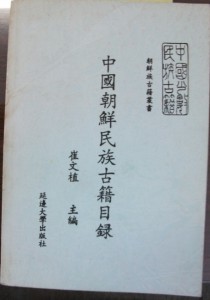 朝鮮族古籍叢書
中國朝鮮民族古籍目録
崔文植 主編
延邊大學出版社